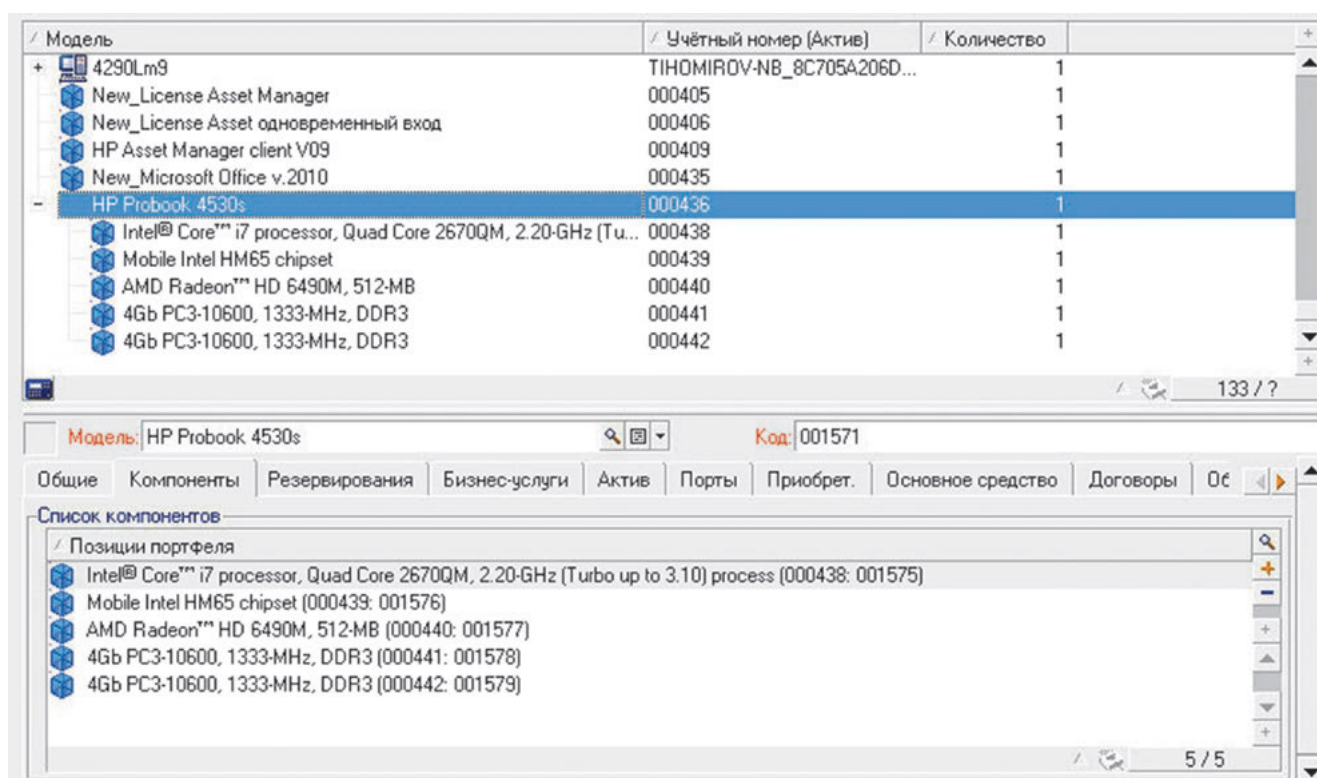 Модель Учётный номер (Актив) Количество
4290Lm9 TIHOMIROV-NB_8C705A206D... 1
New_License Asset Manager 000405 1
New_License Asset одновременный вход 000406 1
HP Asset Manager client V09 000409 1
New_Microsoft Office v.2010 000435 1
HP Probook 4530s 000436 1
Intel® Core™ i7 processor, Quad Core 2670QM, 2.20-GHz (Tu... 000438 1
Mobile Intel HM65 chipset 000439 1
AMD Radeon™ HD 6490M, 512-MB 000440 1
4Gb PC3-10600, 1333-MHz, DDR3 000441 1
4Gb PC3-10600, 1333-MHz, DDR3 000442 1
133 / ?
Модель: HP Probook 4530s Код: 001571
Общие Компоненты Резервирования Бизнес-услуги Актив Порты Приобрет. Основное средство Договоры Об
Список компонентов
Позиции портфеля
Intel® Core™ i7 processor, Quad Core 2670QM, 2.20-GHz (Turbo up to 3.10) process (000438: 001575)
Mobile Intel HM65 chipset (000439: 001576)
AMD Radeon™ HD 6490M, 512-MB (000440: 001577)
4Gb PC3-10600, 1333-MHz, DDR3 (000441: 001578)
4Gb PC3-10600, 1333-MHz, DDR3 (000442: 001579)
5 / 5